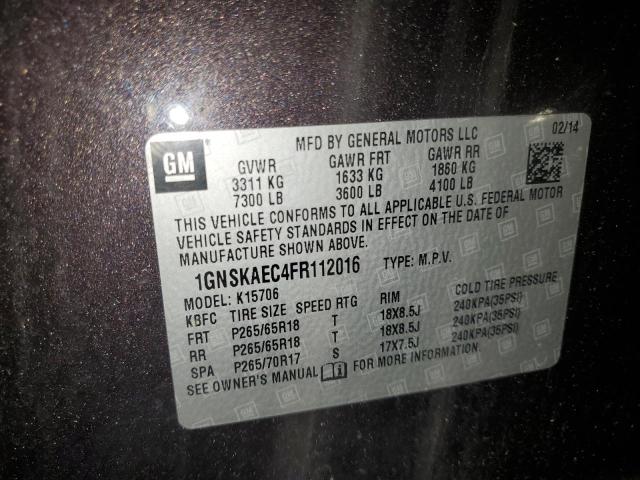 GM
MFD BY GENERAL MOTORS LLC 02/14
GVWR GAWR FRT GAWR RR
3311 KG 1633 KG 1860 KG
7300 LB 3600 LB 4100 LB
THIS VEHICLE CONFORMS TO ALL APPLICABLE U.S. FEDERAL MOTOR
VEHICLE SAFETY STANDARDS IN EFFECT ON THE DATE OF
MANUFACTURE SHOWN ABOVE.
1GNSKAEC4FR112016 TYPE: M.P.V.
MODEL: K15706
KBFC TIRE SIZE SPEED RTG RIM COLD TIRE PRESSURE
FRT P265/65R18 T 18X8.5J 240KPA(35PSI)
RR P265/65R18 T 18X8.5J 240KPA(35PSI)
SPA P265/70R17 S 17X7.5J 240KPA(35PSI)
SEE OWNER'S MANUAL FOR MORE INFORMATION.